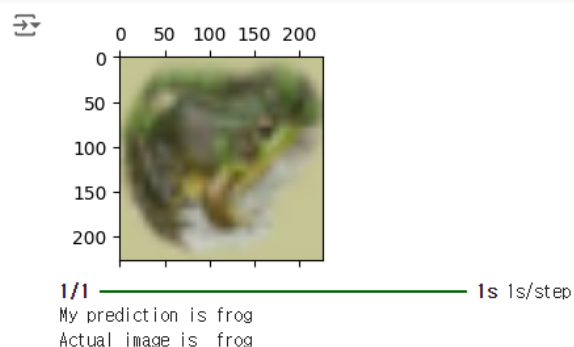 0 50 100 150 200
0
50
100
150
200
1/1 ━━━━━━━━━━━━━━━━━━━━ 1s 1s/step
My prediction is frog
Actual image is  frog